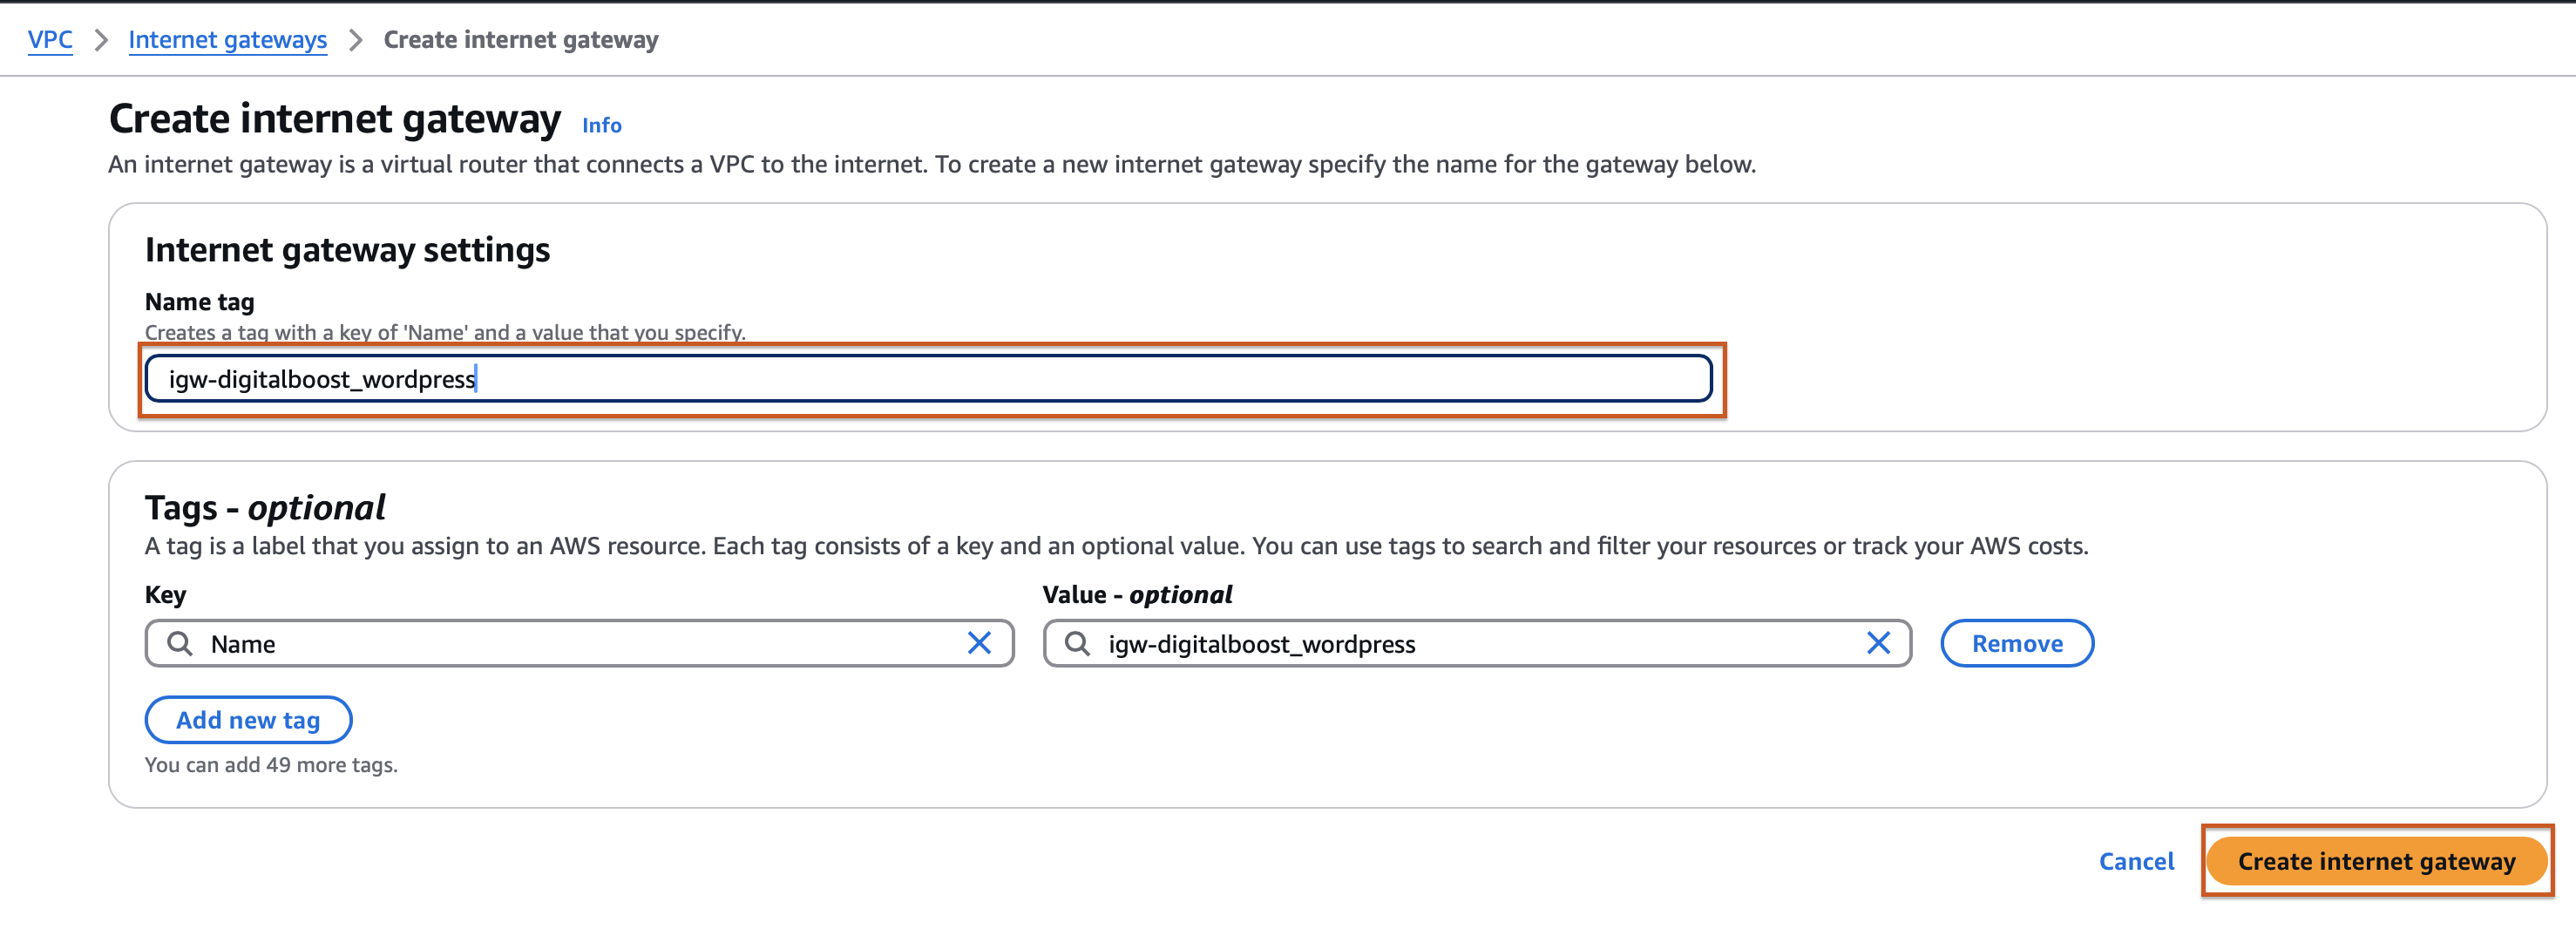 VPC > Internet gateways > Create internet gateway
Create internet gateway Info
An internet gateway is a virtual router that connects a VPC to the internet. To create a new internet gateway specify the name for the gateway below.
Internet gateway settings
Name tag
Creates a tag with a key of 'Name' and a value that you specify.
igw-digitalboost_wordpress
Tags - optional
A tag is a label that you assign to an AWS resource. Each tag consists of a key and an optional value. You can use tags to search and filter your resources or track your AWS costs.
Key Value - optional
Name igw-digitalboost_wordpress Remove
Add new tag
You can add 49 more tags.
Cancel Create internet gateway